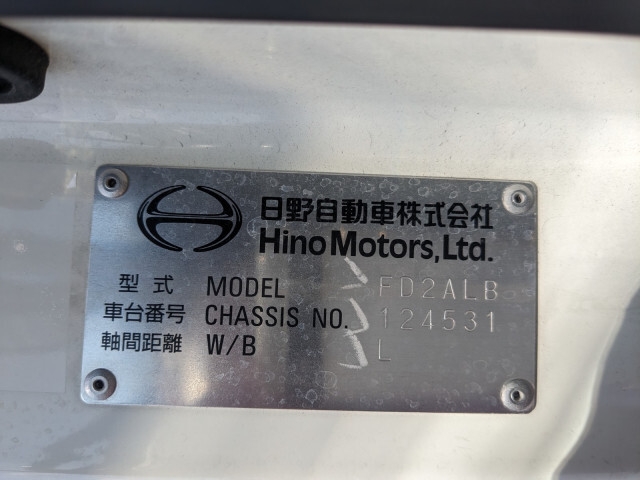 日野自動車株式会社
Hino Motors, Ltd.
型式 MODEL FD2ALB
車台番号 CHASSIS NO. 124531
軸間距離 W/B L